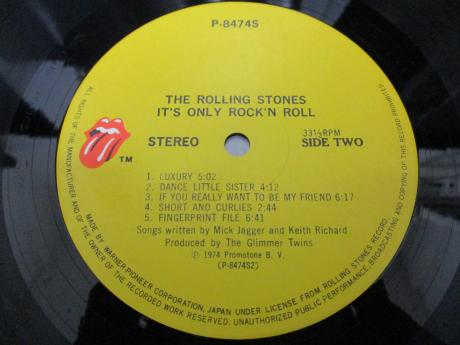 P-8474S
THE ROLLING STONES
IT'S ONLY ROCK'N ROLL
TM
STEREO
33⅓RPM
SIDE TWO
1. LUXURY 5:02
2. DANCE LITTLE SISTER 4:12
3. IF YOU REALLY WANT TO BE MY FRIEND 6:17
4. SHORT AND CURLIES 2:44
5. FINGERPRINT FILE 6:41
Songs written by Mick Jagger and Keith Richard
Produced by The Glimmer Twins
Ⓟ 1974 Promotone B. V.
(P-8474S2)
MADE BY WARNER-PIONEER CORPORATION, JAPAN UNDER LICENSE FROM ROLLING STONES RECORD.
ALL RIGHTS OF THE MANUFACTURER AND OF THE OWNER OF THE RECORDED WORK RESERVED. UNAUTHORIZED PUBLIC PERFORMANCE, BROADCASTING AND COPYING OF THIS RECORD PROHIBITED.